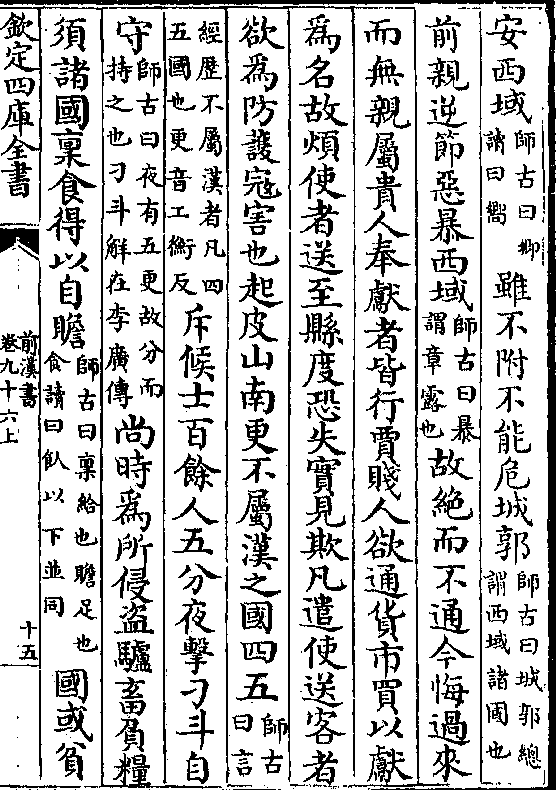 安西域師古曰鄉讀曰嚮雖不附不能危城郭師古曰城郭總謂西域諸國也
前親逆節惡暴西域師古曰暴謂章露也故絶而不通今悔過來
而無親屬貴人奉獻者皆行賈賤人欲通貨市買以獻
爲名故煩使者送至縣度恐失實見欺凡遣使送客者
欲爲防護冦害也起皮山南更不屬漢之國四五師古曰言
經歴不屬漢者凡四五國也更音工衡反斥候士百餘人五分夜擊刁斗自
守師古曰夜有五更故分而持之也刁斗解在李廣傳尚時爲所侵盗驢畜負糧
須諸國稟食得以自贍師古曰稟給也贍足也食讀曰飤以下並同國或貧
欽定四庫全書
前漢書
卷九十六上
十五